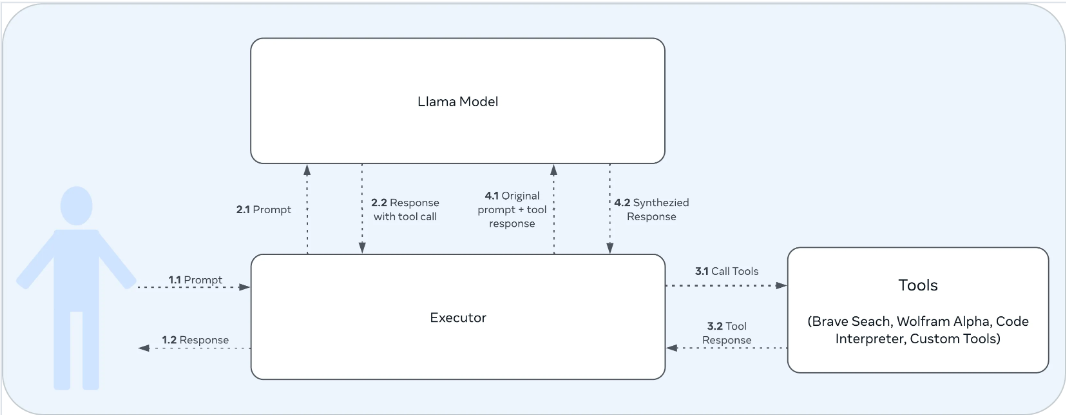 Llama Model
2.1 Prompt
2.2 Response
with tool call
4.1 Original
prompt + tool
response
4.2 Synthezied
Response
1.1 Prompt
1.2 Response
Executor
3.1 Call Tools
3.2 Tool
Response
Tools
(Brave Seach, Wolfram Alpha, Code
Interpreter, Custom Tools)